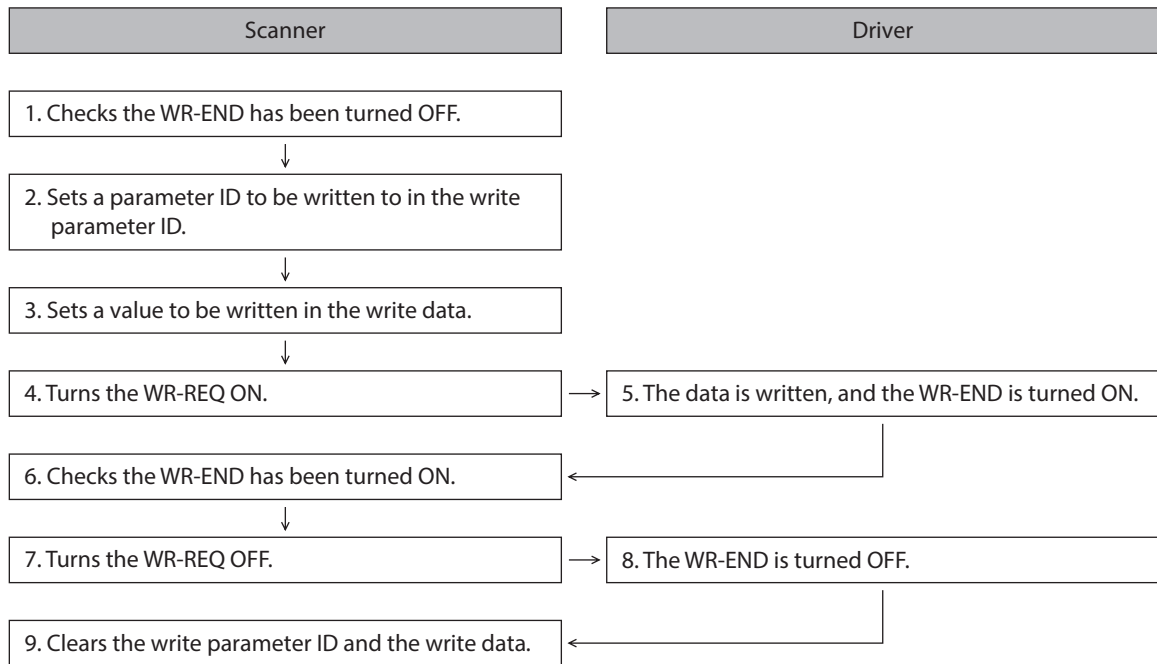 Scanner
Driver
1. Checks the WR-END has been turned OFF.
2. Sets a parameter ID to be written to in the write
parameter ID.
3. Sets a value to be written in the write data.
4. Turns the WR-REQ ON.
5. The data is written, and the WR-END is turned ON.
6. Checks the WR-END has been turned ON.
7. Turns the WR-REQ OFF.
8. The WR-END is turned OFF.
9. Clears the write parameter ID and the write data.